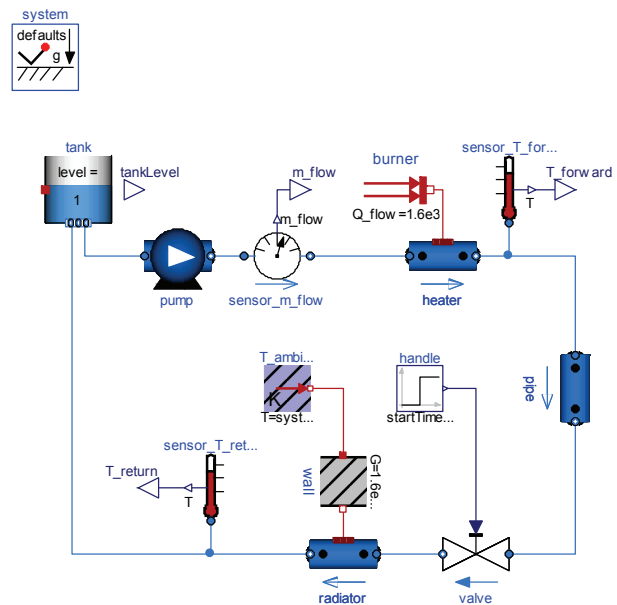 system
defaults
g
tank
level =
1
tankLevel
m_flow
m_flow
burner
Q_flow =1.6e3
sensor_T_for...
T_forward
T
pump
sensor_m_flow
heater
pipe
T_ambi...
K
T=syst...
handle
startTime...
sensor_T_ret...
T_return
T
G=1.6e...
wall
radiator
valve